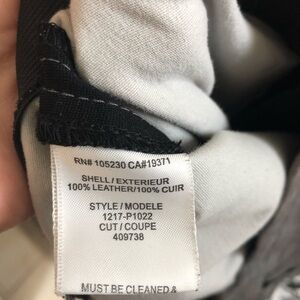 RN# 105230 CA#19371
SHELL / EXTERIEUR
100% LEATHER/100% CUIR
STYLE / MODELE
1217-P1022
CUT / COUPE
409738
MUST BE CLEANED &